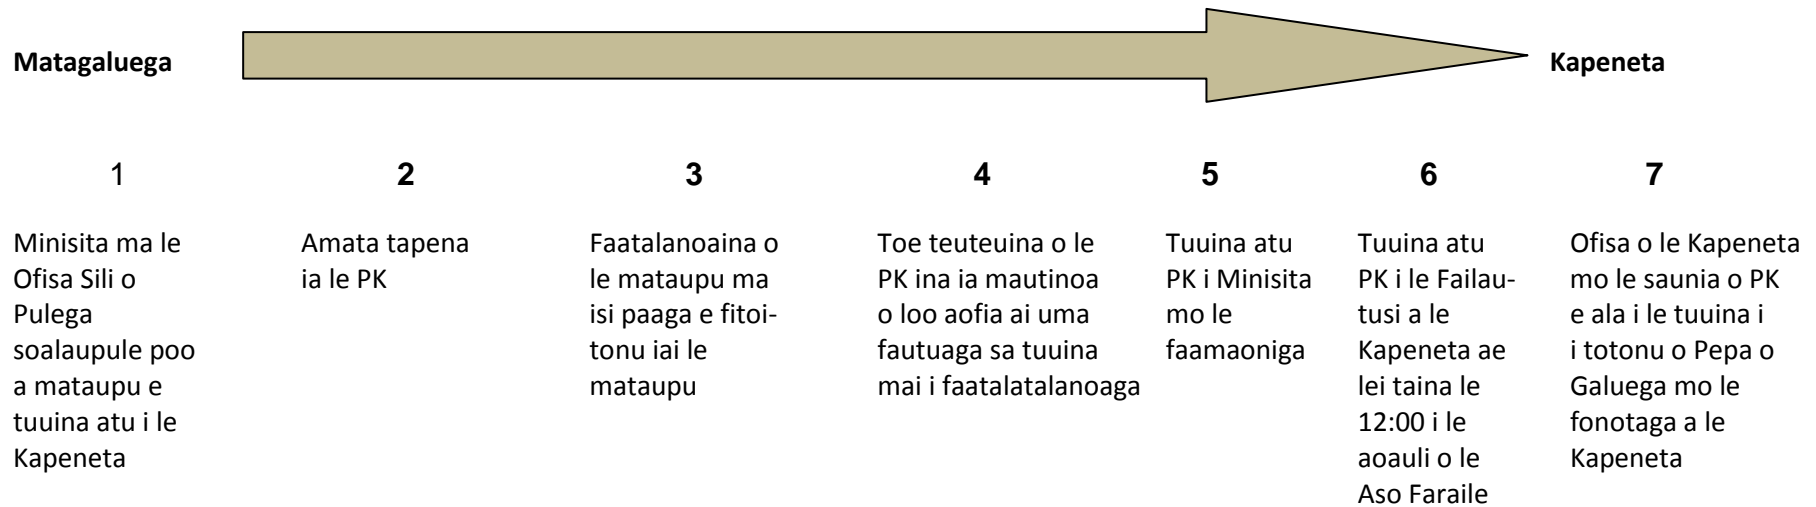 Matagaluega
Kapeneta
1
Minisita ma le
Ofisa Sili o
Pulega
soalaupule poo
a mataupu e
tuuina atu i le
Kapeneta
2
Amata tapena
ia le PK
3
Faatalanoaina o
le mataupu ma
isi paaga e fitoi-
tonu iai le
mataupu
4
Toe teuteuina o le
PK ina ia mautinoa
o loo aofia ai uma
fautuaga sa tuuina
mai i faatalatalanoaga
5
Tuuina atu
PK i Minisita
mo le
faamaoniga
6
Tuuina atu
PK i le Failau-
tusi a le
Kapeneta ae
lei taina le
12:00 i le
aoauli o le
Aso Faraile
7
Ofisa o le Kapeneta
mo le saunia o PK
e ala i le tuuina i
i totonu o Pepa o
Galuega mo le
fonotaga a le
Kapeneta